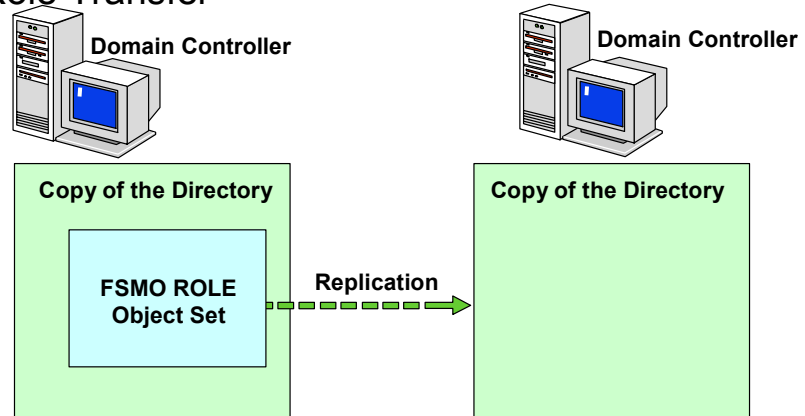 Role Transfer
Domain Controller
Domain Controller
Copy of the Directory
Copy of the Directory
FSMO ROLE
Object Set
Replication